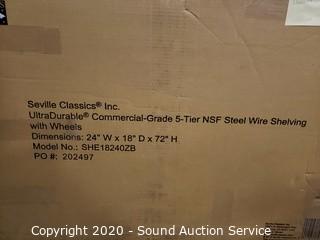 Seville Classics® Inc.
UltraDurable® Commercial-Grade 5-Tier NSF Steel Wire Shelving
with Wheels
Dimensions: 24" W x 18" D x 72" H
Model No.: SHE18240ZB
PO #: 202497
Copyright 2020 - Sound Auction Service